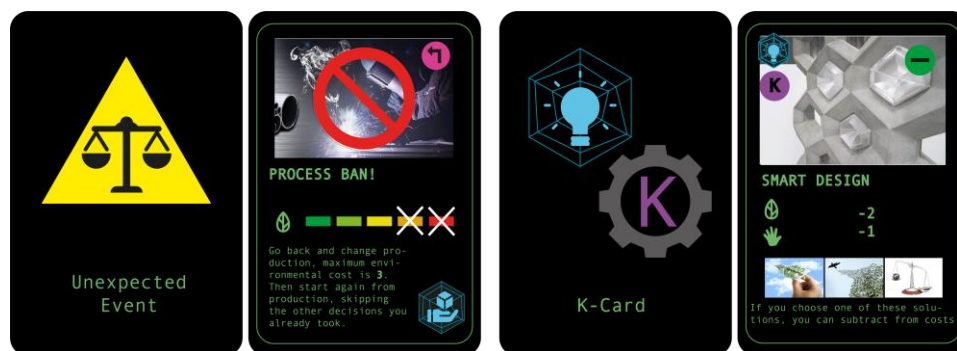 Unexpected
Event
PROCESS BAN!
Go back and change pro-
duction, maximum envi-
ronmental cost is 3.
Then start again from
production, skipping
the other decisions you
already took.
K
K-Card
K
SMART DESIGN
-2
-1
If you choose one of these solu-
tions, you can subtract from costs